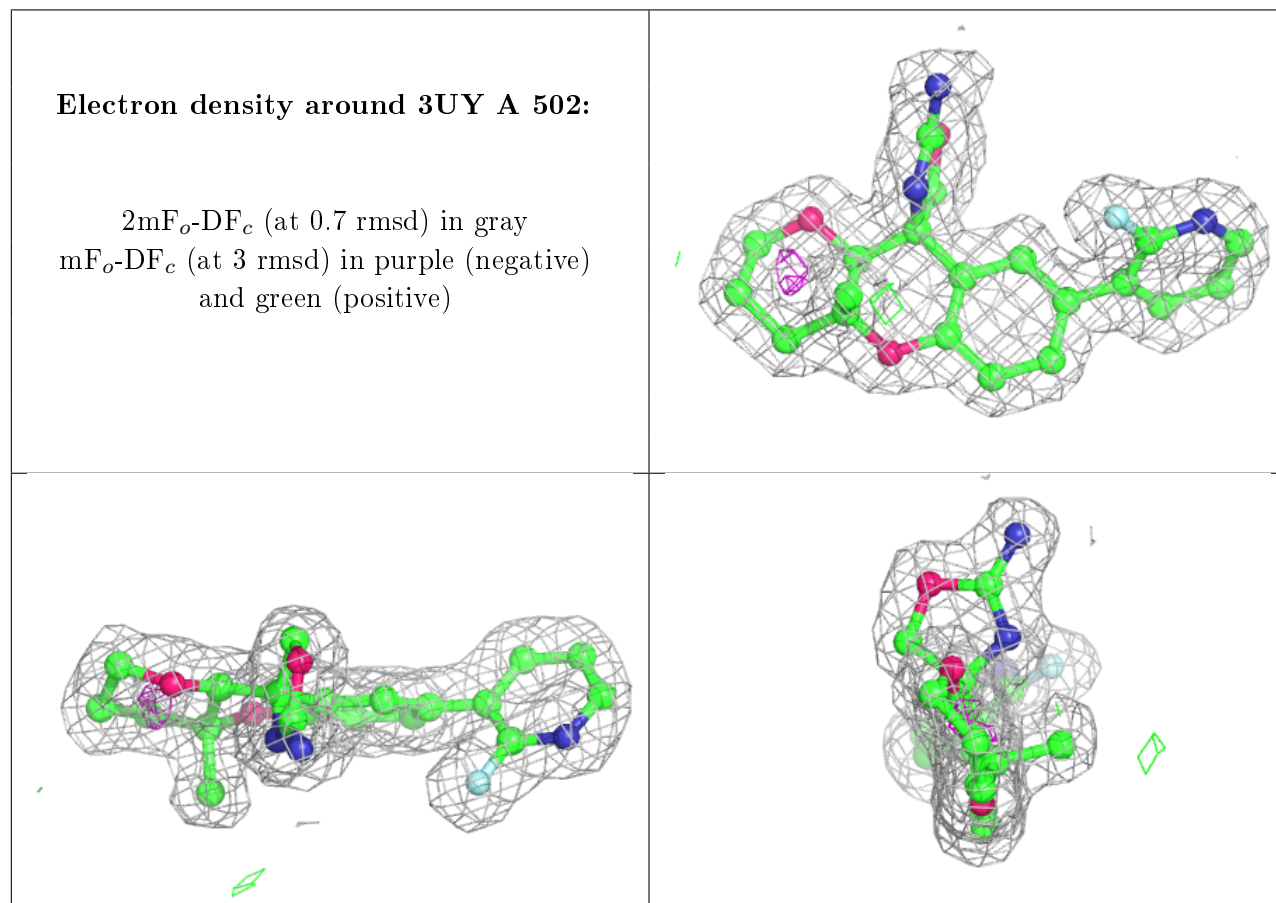 Electron density around 3UY A 502:
2mFₒ-DF𝒸 (at 0.7 rmsd) in gray
mFₒ-DF𝒸 (at 3 rmsd) in purple (negative)
and green (positive)